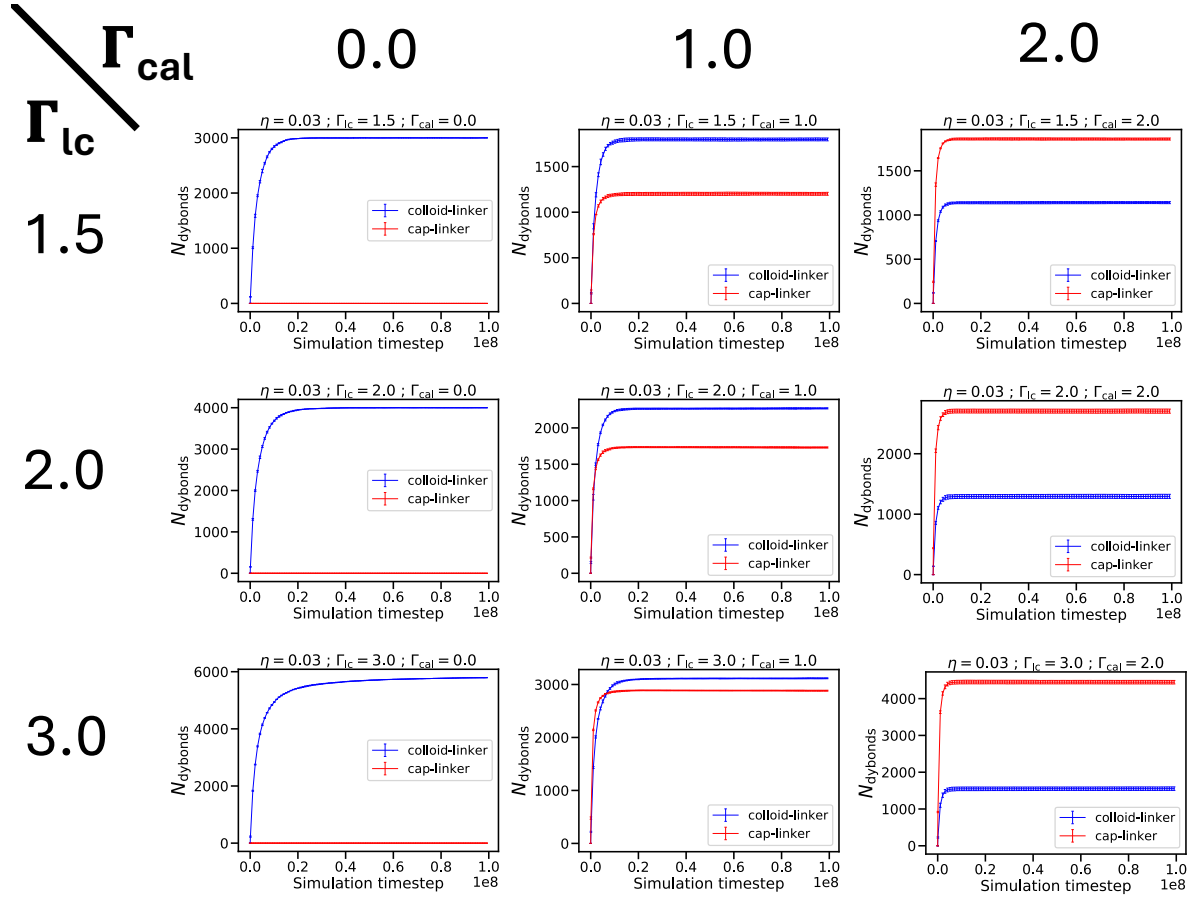 Γcal 0.0 1.0 2.0
Γlc
1.5
η = 0.03 ; Γlc = 1.5 ; Γcal = 0.0
Ndybonds
3000
2000
1000
0
colloid-linker
cap-linker
0.0 0.2 0.4 0.6 0.8 1.0
Simulation timestep 1e8
η = 0.03 ; Γlc = 1.5 ; Γcal = 1.0
Ndybonds
1500
1000
500
0
colloid-linker
cap-linker
0.0 0.2 0.4 0.6 0.8 1.0
Simulation timestep 1e8
η = 0.03 ; Γlc = 1.5 ; Γcal = 2.0
Ndybonds
1500
1000
500
0
colloid-linker
cap-linker
0.0 0.2 0.4 0.6 0.8 1.0
Simulation timestep 1e8
2.0
η = 0.03 ; Γlc = 2.0 ; Γcal = 0.0
Ndybonds
4000
3000
2000
1000
0
colloid-linker
cap-linker
0.0 0.2 0.4 0.6 0.8 1.0
Simulation timestep 1e8
η = 0.03 ; Γlc = 2.0 ; Γcal = 1.0
Ndybonds
2000
1500
1000
500
0
colloid-linker
cap-linker
0.0 0.2 0.4 0.6 0.8 1.0
Simulation timestep 1e8
η = 0.03 ; Γlc = 2.0 ; Γcal = 2.0
Ndybonds
2000
1000
0
colloid-linker
cap-linker
0.0 0.2 0.4 0.6 0.8 1.0
Simulation timestep 1e8
3.0
η = 0.03 ; Γlc = 3.0 ; Γcal = 0.0
Ndybonds
6000
5000
4000
3000
2000
1000
0
colloid-linker
cap-linker
0.0 0.2 0.4 0.6 0.8 1.0
Simulation timestep 1e8
η = 0.03 ; Γlc = 3.0 ; Γcal = 1.0
Ndybonds
3000
2000
1000
0
colloid-linker
cap-linker
0.0 0.2 0.4 0.6 0.8 1.0
Simulation timestep 1e8
η = 0.03 ; Γlc = 3.0 ; Γcal = 2.0
Ndybonds
4000
3000
2000
1000
0
colloid-linker
cap-linker
0.0 0.2 0.4 0.6 0.8 1.0
Simulation timestep 1e8